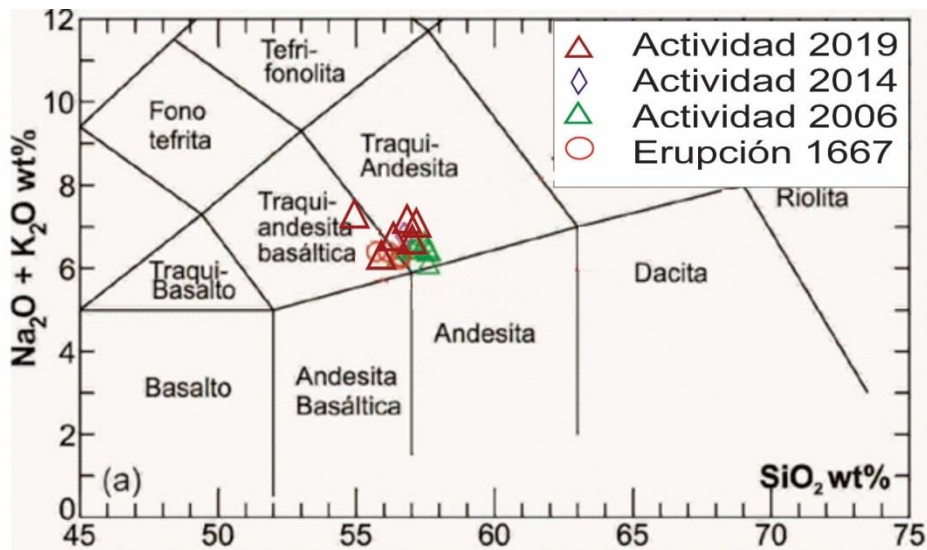 12
10
8
6
4
2
0
Na₂O + K₂O wt%
Tefri-
fonolita
Fono
tefrita
Traqui-
Andesita
Traqui-
andesita
basáltica
Traqui-
Basalto
Basalto
Andesita
Basáltica
Andesita
Dacita
Riolita
Actividad 2019
Actividad 2014
Actividad 2006
Erupción 1667
(a)
SiO₂ wt%
45 50 55 60 65 70 75